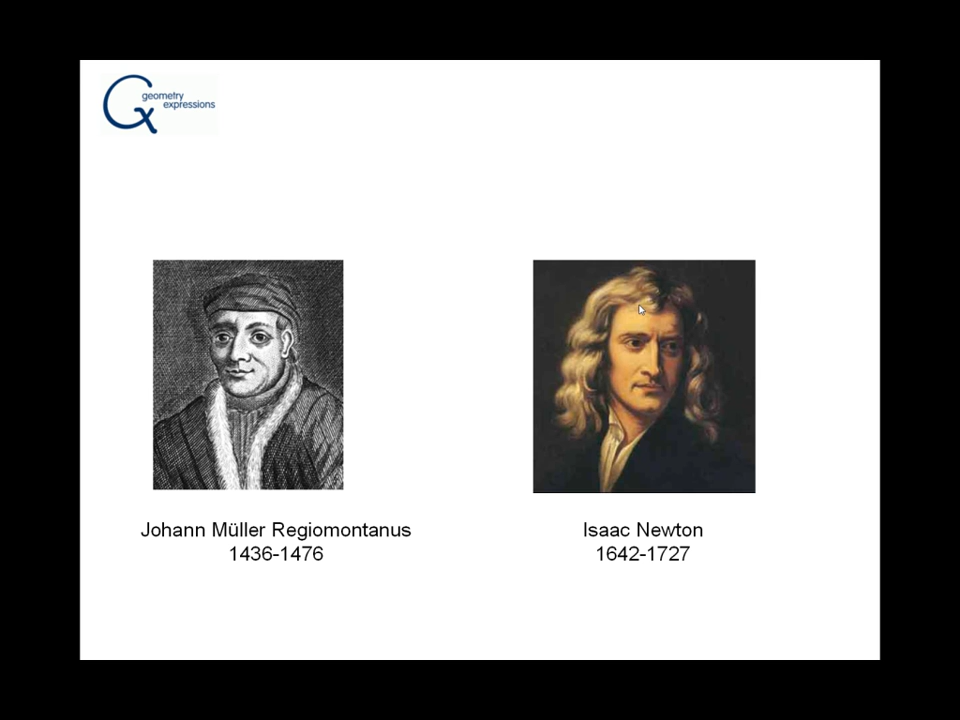 geometry
expressions
Johann Müller Regiomontanus
1436-1476
Isaac Newton
1642-1727